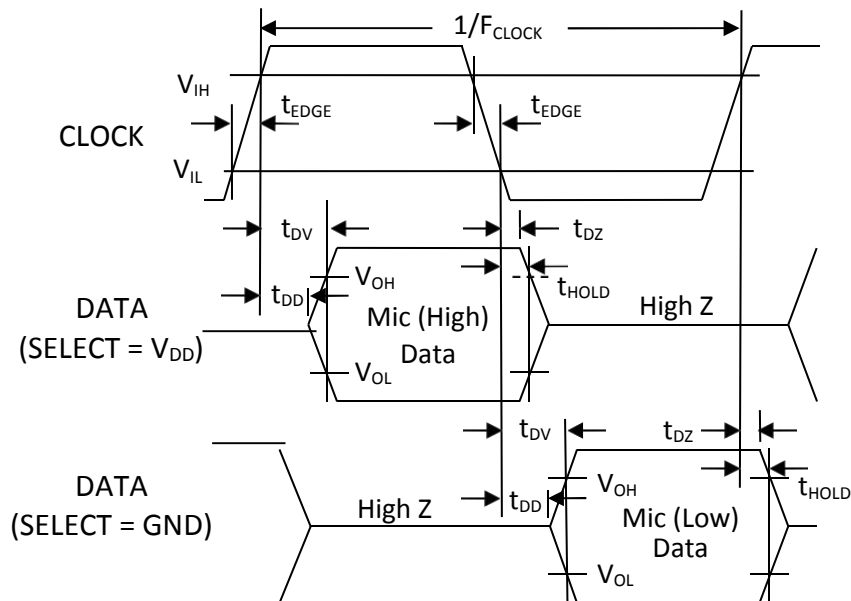 1/F_CLOCK
V_IH
t_EDGE
t_EDGE
CLOCK
V_IL
t_DV
t_DZ
V_OH
t_HOLD
t_DD
DATA
(SELECT = V_DD)
Mic (High)
Data
High Z
V_OL
t_DV
t_DZ
V_OH
t_HOLD
DATA
(SELECT = GND)
High Z
t_DD
Mic (Low)
Data
V_OL